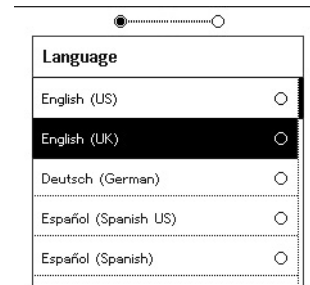 Language
English (US)
English (UK)
Deutsch (German)
Español (Spanish US)
Español (Spanish)